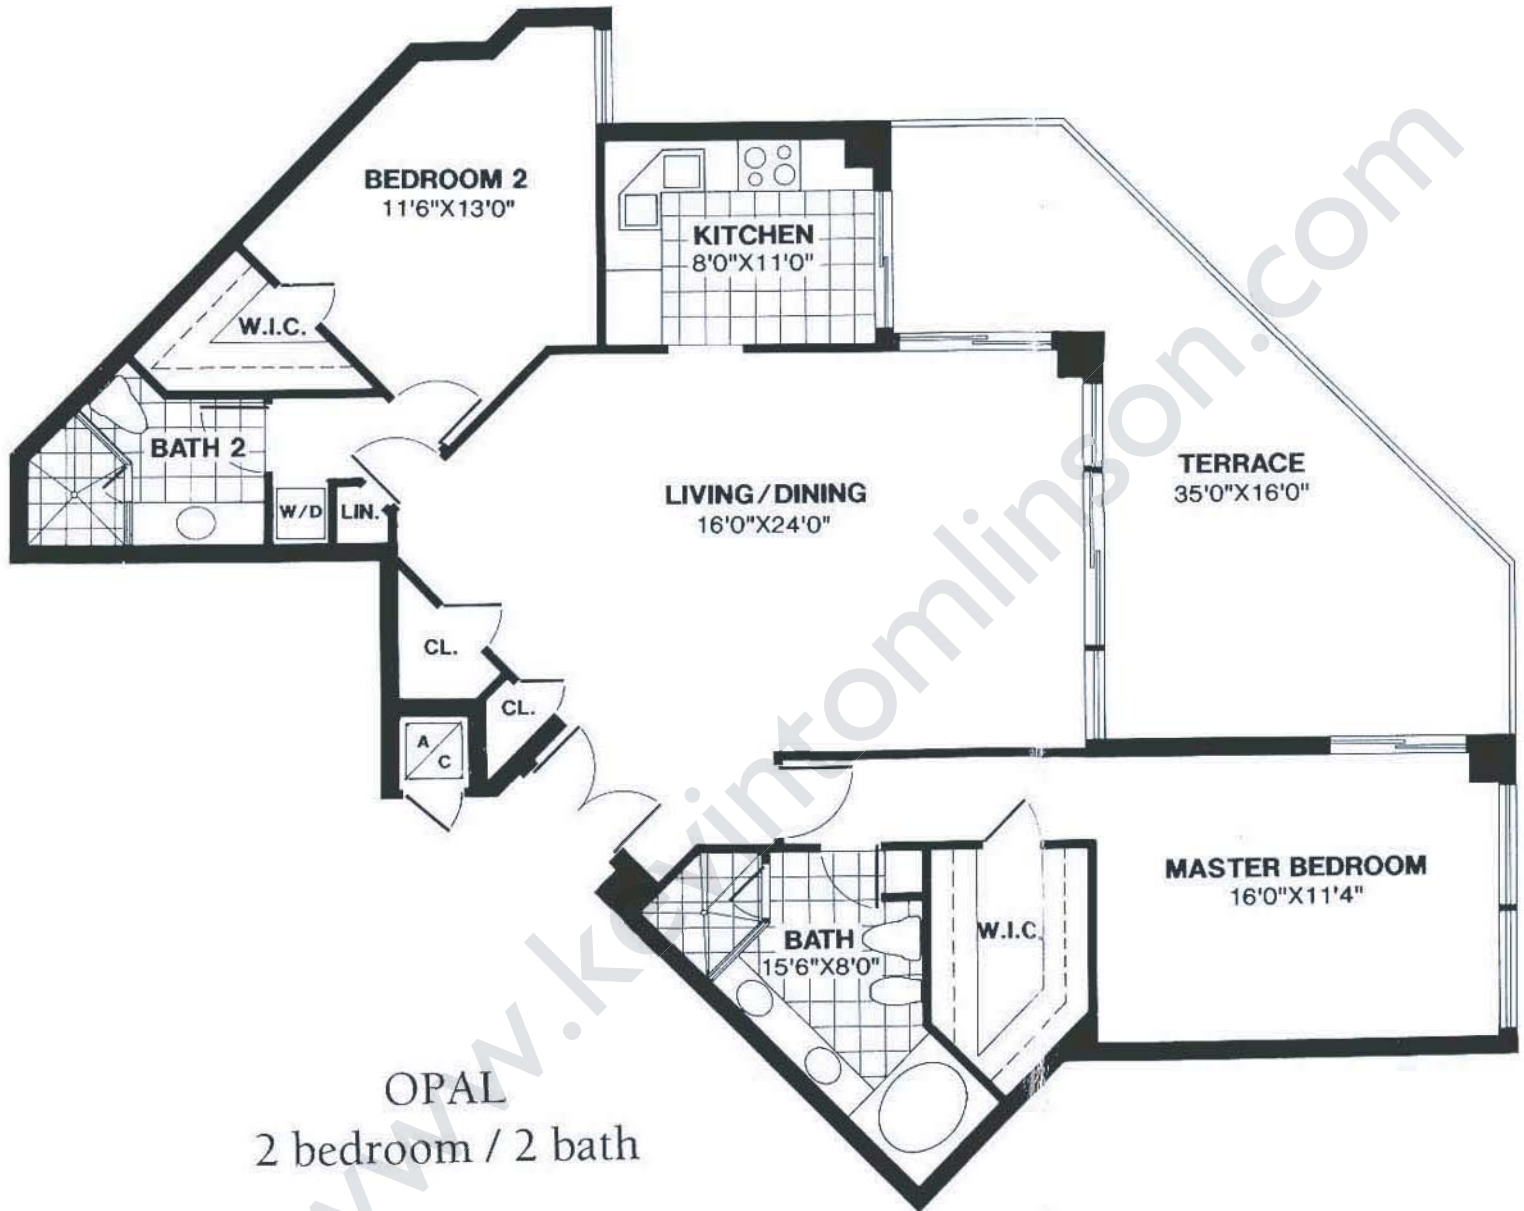 BEDROOM 2
11'6"X13'0"
KITCHEN
8'0"X11'0"
W.I.C.
BATH 2
W/D
LIN.
LIVING/DINING
16'0"X24'0"
TERRACE
35'0"X16'0"
CL.
CL.
A
C
MASTER BEDROOM
16'0"X11'4"
BATH
15'6"X8'0"
W.I.C.
OPAL
2 bedroom / 2 bath
www.kevintomlinson.com